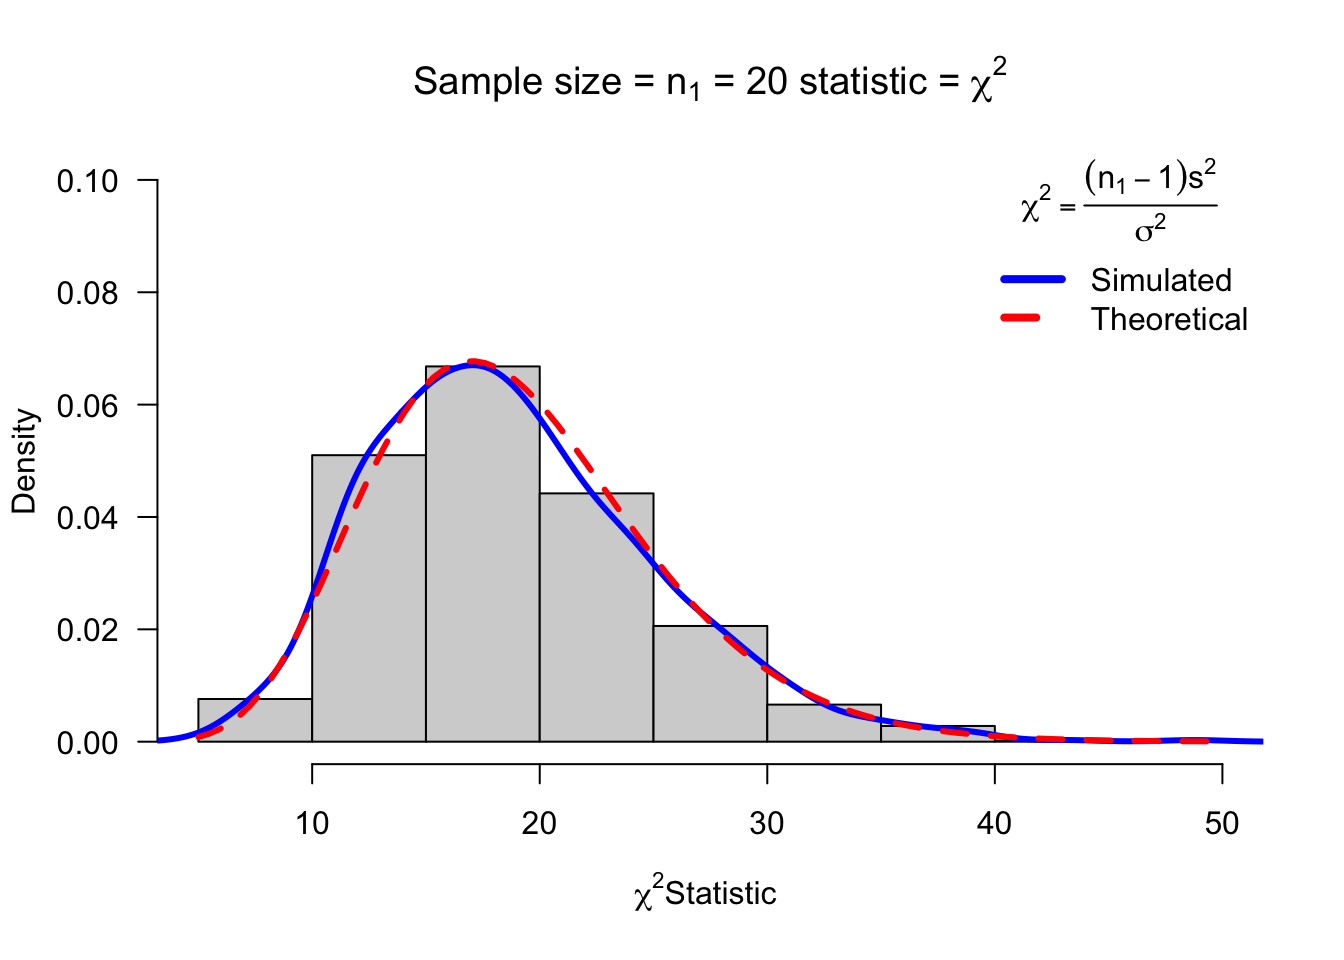 Sample size = n₁ = 20 statistic = χ²
χ² = (n₁ − 1)s² / σ²
Simulated
Theoretical
Density
0.10
0.08
0.06
0.04
0.02
0.00
10 20 30 40 50
χ²Statistic